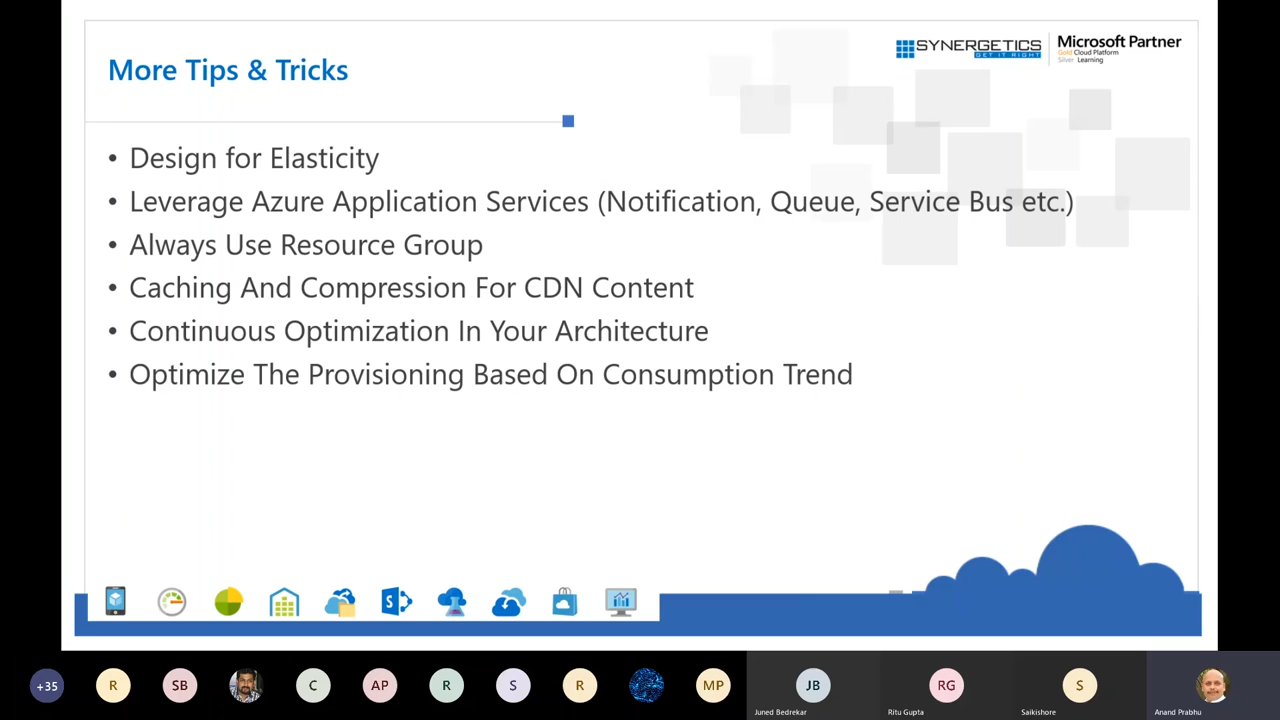 SYNERGETICS
GET IT RIGHT
Microsoft Partner
Gold Cloud Platform
Silver Learning
More Tips & Tricks
• Design for Elasticity
• Leverage Azure Application Services (Notification, Queue, Service Bus etc.)
• Always Use Resource Group
• Caching And Compression For CDN Content
• Continuous Optimization In Your Architecture
• Optimize The Provisioning Based On Consumption Trend
S
+35
R
SB
C
AP
R
S
R
MP
JB
RG
S
Juned Bedrekar
Ritu Gupta
Saikishore
Anand Prabhu